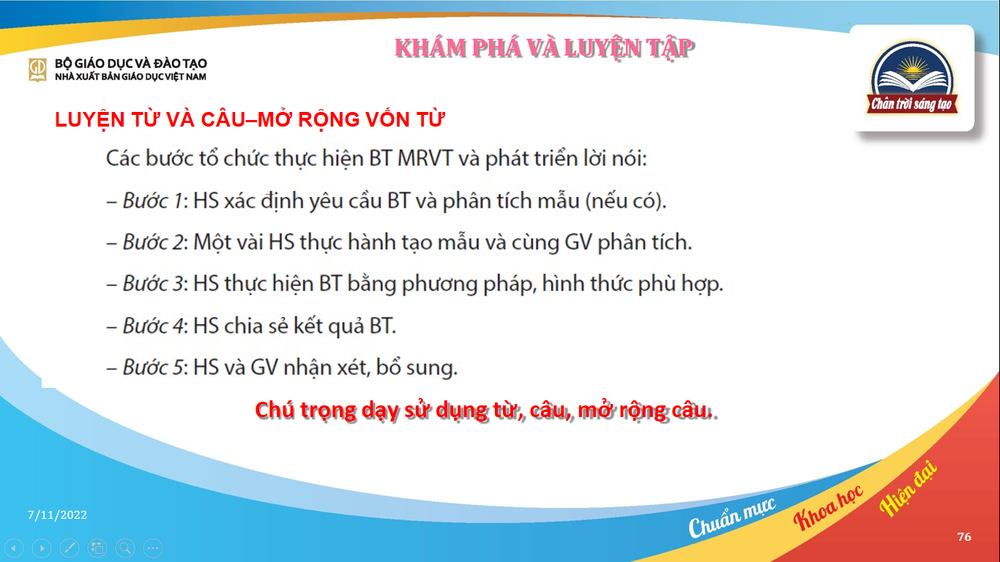 KHÁM PHÁ VÀ LUYỆN TẬP
BỘ GIÁO DỤC VÀ ĐÀO TẠO
NHÀ XUẤT BẢN GIÁO DỤC VIỆT NAM
Chân trời sáng tạo
LUYỆN TỪ VÀ CÂU–MỞ RỘNG VỐN TỪ
Các bước tổ chức thực hiện BT MRVT và phát triển lời nói:
– Bước 1: HS xác định yêu cầu BT và phân tích mẫu (nếu có).
– Bước 2: Một vài HS thực hành tạo mẫu và cùng GV phân tích.
– Bước 3: HS thực hiện BT bằng phương pháp, hình thức phù hợp.
– Bước 4: HS chia sẻ kết quả BT.
– Bước 5: HS và GV nhận xét, bổ sung.
Chú trọng dạy sử dụng từ, câu, mở rộng câu.
7/11/2022
Chuẩn mực
Khoa học
Hiện đại
76